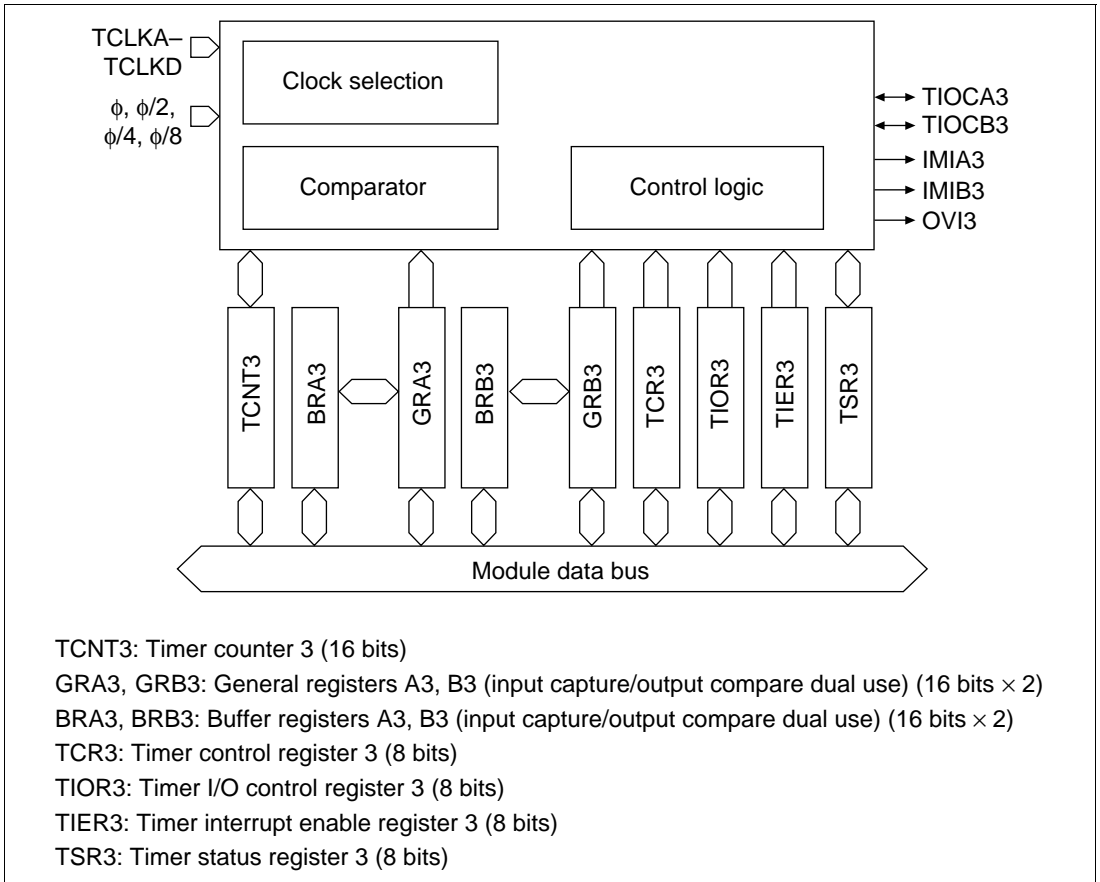 TCLKA–
TCLKD
ϕ, ϕ/2,
ϕ/4, ϕ/8
Clock selection
Comparator
Control logic
TIOCA3
TIOCB3
IMIA3
IMIB3
OVI3
TCNT3
BRA3
GRA3
BRB3
GRB3
TCR3
TIOR3
TIER3
TSR3
Module data bus
TCNT3: Timer counter 3 (16 bits)
GRA3, GRB3: General registers A3, B3 (input capture/output compare dual use) (16 bits × 2)
BRA3, BRB3: Buffer registers A3, B3 (input capture/output compare dual use) (16 bits × 2)
TCR3: Timer control register 3 (8 bits)
TIOR3: Timer I/O control register 3 (8 bits)
TIER3: Timer interrupt enable register 3 (8 bits)
TSR3: Timer status register 3 (8 bits)